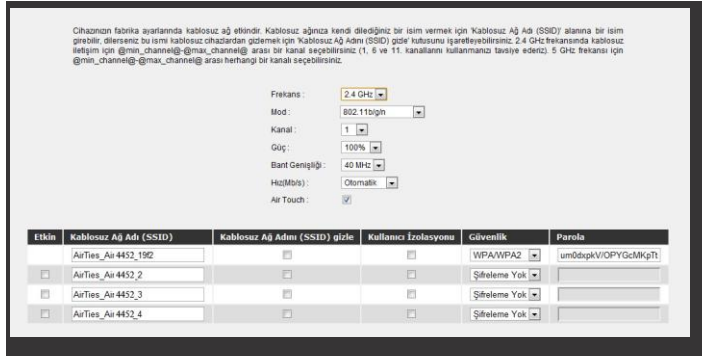 Cihazınızın fabrika ayarlarında kablosuz ağ etkindir. Kablosuz ağınıza kendi dilediğiniz bir isim vermek için 'Kablosuz Ağ Adı (SSID)' alanına bir isim
girebilir, dilerseniz bu ismi kablosuz cihazlardan gizlemek için 'Kablosuz Ağ Adını (SSID) gizle' kutusunu işaretleyebilirsiniz. 2.4 GHz frekansında kablosuz
iletişim için @min_channel@-@max_channel@ arası bir kanal seçebilirsiniz (1, 6 ve 11. kanallarını kullanmanızı tavsiye ederiz). 5 GHz frekansı için
@min_channel@-@max_channel@ arası herhangi bir kanalı seçebilirsiniz.
Frekans : 2.4 GHz
Mod : 802.11b/g/n
Kanal : 1
Güç : 100%
Bant Genişliği : 40 MHz
Hız(Mb/s) : Otomatik
Air Touch :
Etkin Kablosuz Ağ Adı (SSID) Kablosuz Ağ Adını (SSID) gizle Kullanıcı İzolasyonu Güvenlik Parola
AirTies_Air4452_19f2 WPA/WPA2 um0dxpkV/OPYGcMKpTt
AirTies_Air4452_2 Şifreleme Yok
AirTies_Air4452_3 Şifreleme Yok
AirTies_Air4452_4 Şifreleme Yok